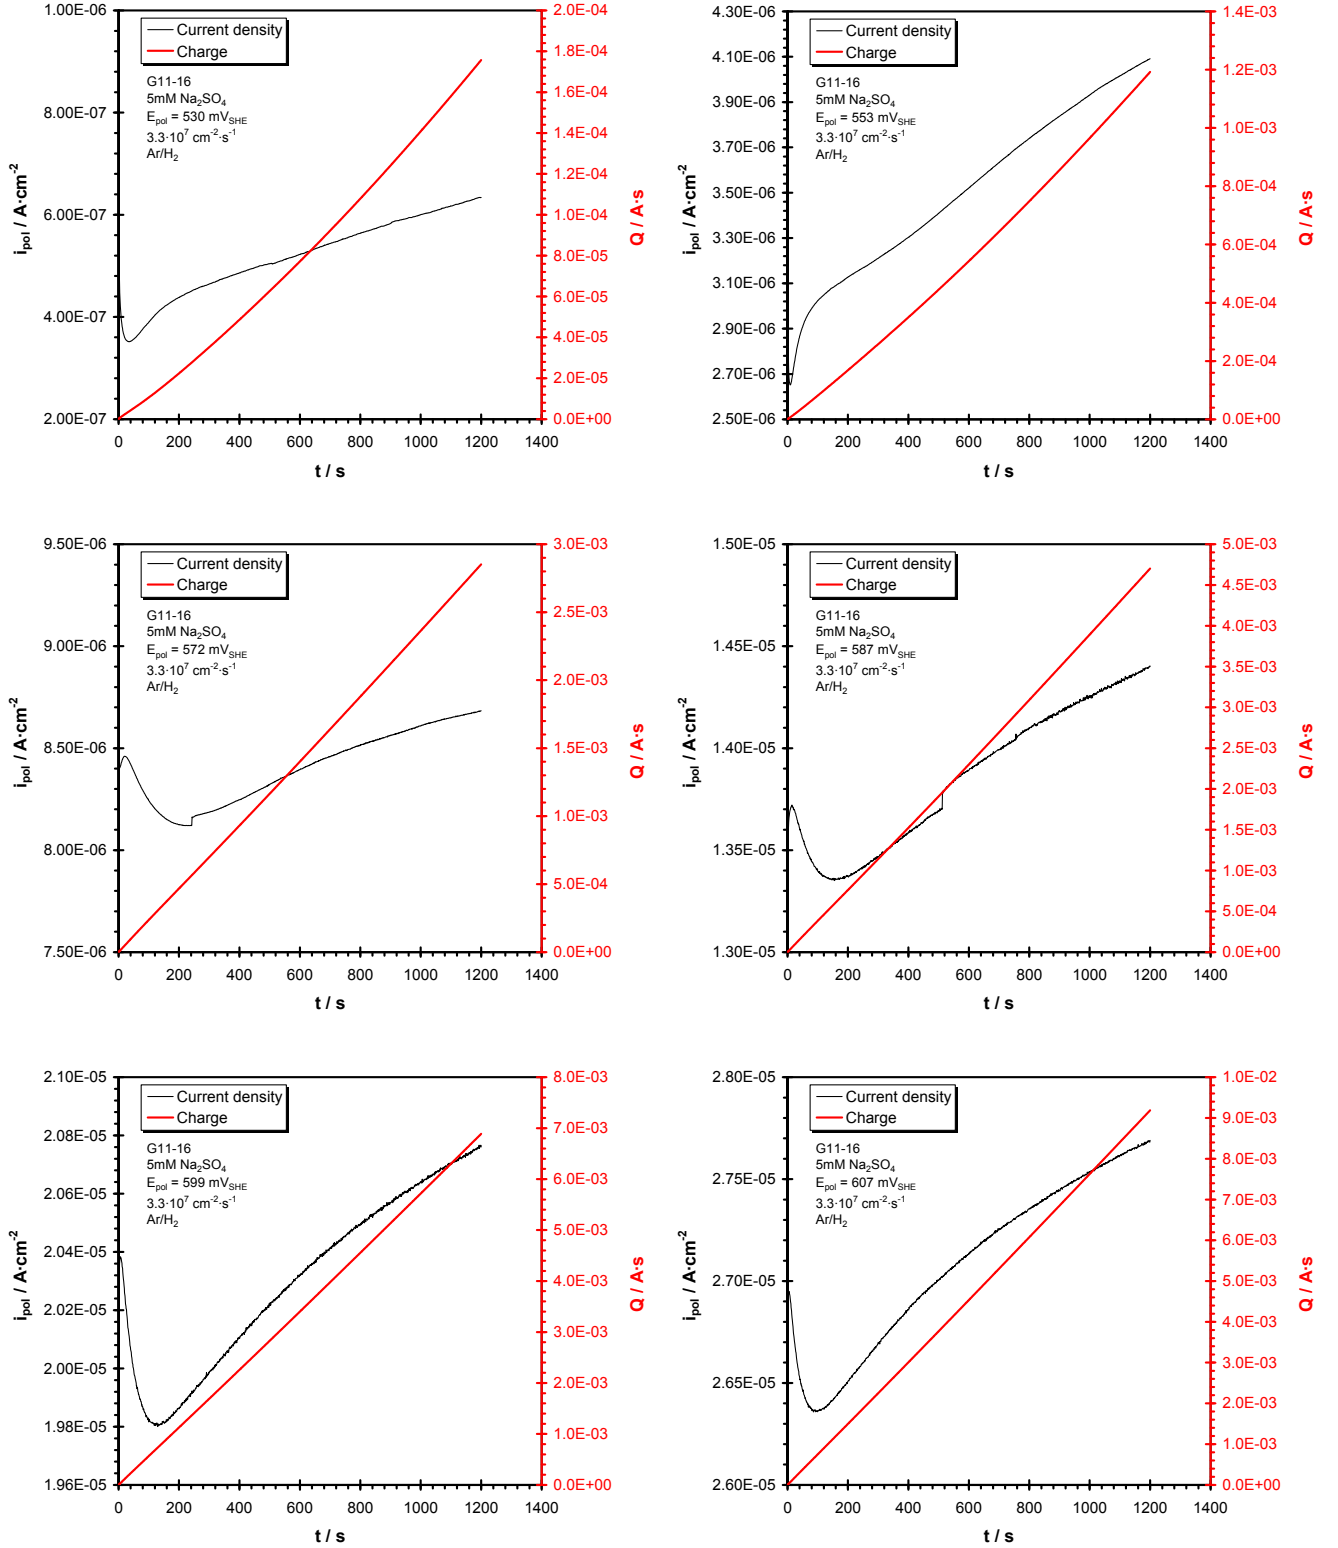 1.00E-06
8.00E-07
6.00E-07
4.00E-07
2.00E-07
i_pol / A·cm⁻²
Current density
Charge
G11-16
5mM Na₂SO₄
E_pol = 530 mV_SHE
3.3·10⁷ cm⁻²·s⁻¹
Ar/H₂
2.0E-04
1.8E-04
1.6E-04
1.4E-04
1.2E-04
1.0E-04
8.0E-05
6.0E-05
4.0E-05
2.0E-05
0.0E+00
Q / A·s
0 200 400 600 800 1000 1200 1400
t / s
4.30E-06
4.10E-06
3.90E-06
3.70E-06
3.50E-06
3.30E-06
3.10E-06
2.90E-06
2.70E-06
2.50E-06
i_pol / A·cm⁻²
Current density
Charge
G11-16
5mM Na₂SO₄
E_pol = 553 mV_SHE
3.3·10⁷ cm⁻²·s⁻¹
Ar/H₂
1.4E-03
1.2E-03
1.0E-03
8.0E-04
6.0E-04
4.0E-04
2.0E-04
0.0E+00
Q / A·s
0 200 400 600 800 1000 1200 1400
t / s
9.50E-06
9.00E-06
8.50E-06
8.00E-06
7.50E-06
i_pol / A·cm⁻²
Current density
Charge
G11-16
5mM Na₂SO₄
E_pol = 572 mV_SHE
3.3·10⁷ cm⁻²·s⁻¹
Ar/H₂
3.0E-03
2.5E-03
2.0E-03
1.5E-03
1.0E-03
5.0E-04
0.0E+00
Q / A·s
0 200 400 600 800 1000 1200 1400
t / s
1.50E-05
1.45E-05
1.40E-05
1.35E-05
1.30E-05
i_pol / A·cm⁻²
Current density
Charge
G11-16
5mM Na₂SO₄
E_pol = 587 mV_SHE
3.3·10⁷ cm⁻²·s⁻¹
Ar/H₂
5.0E-03
4.5E-03
4.0E-03
3.5E-03
3.0E-03
2.5E-03
2.0E-03
1.5E-03
1.0E-03
5.0E-04
0.0E+00
Q / A·s
0 200 400 600 800 1000 1200 1400
t / s
2.10E-05
2.08E-05
2.06E-05
2.04E-05
2.02E-05
2.00E-05
1.98E-05
1.96E-05
i_pol / A·cm⁻²
Current density
Charge
G11-16
5mM Na₂SO₄
E_pol = 599 mV_SHE
3.3·10⁷ cm⁻²·s⁻¹
Ar/H₂
8.0E-03
7.0E-03
6.0E-03
5.0E-03
4.0E-03
3.0E-03
2.0E-03
1.0E-03
0.0E+00
Q / A·s
0 200 400 600 800 1000 1200 1400
t / s
2.80E-05
2.75E-05
2.70E-05
2.65E-05
2.60E-05
i_pol / A·cm⁻²
Current density
Charge
G11-16
5mM Na₂SO₄
E_pol = 607 mV_SHE
3.3·10⁷ cm⁻²·s⁻¹
Ar/H₂
1.0E-02
9.0E-03
8.0E-03
7.0E-03
6.0E-03
5.0E-03
4.0E-03
3.0E-03
2.0E-03
1.0E-03
0.0E+00
Q / A·s
0 200 400 600 800 1000 1200 1400
t / s